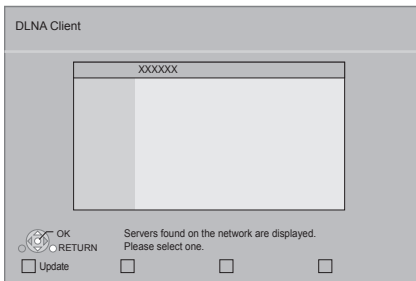 DLNA Client
XXXXXX
OK
RETURN
Servers found on the network are displayed.
Please select one.
Update